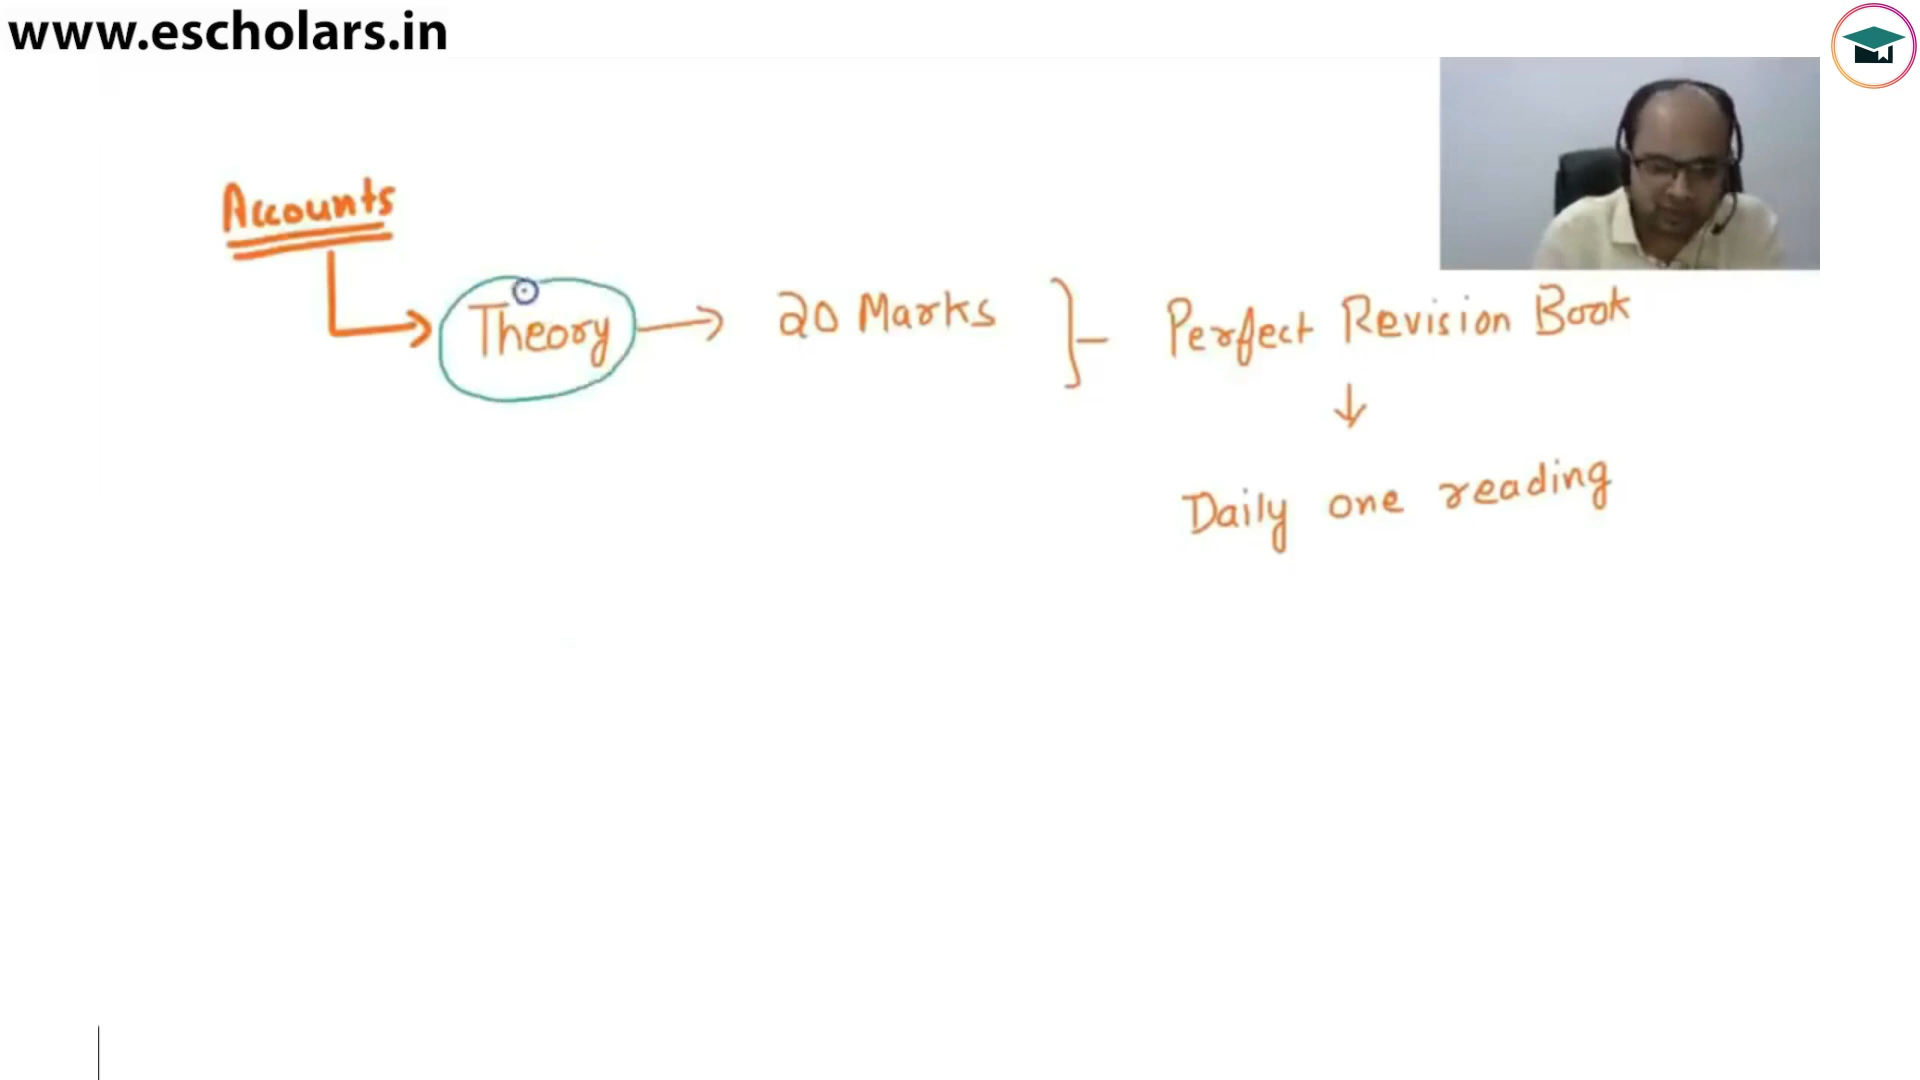 www.escholars.in
Accounts
Theory → 20 Marks } Perfect Revision Book
↓
Daily one reading